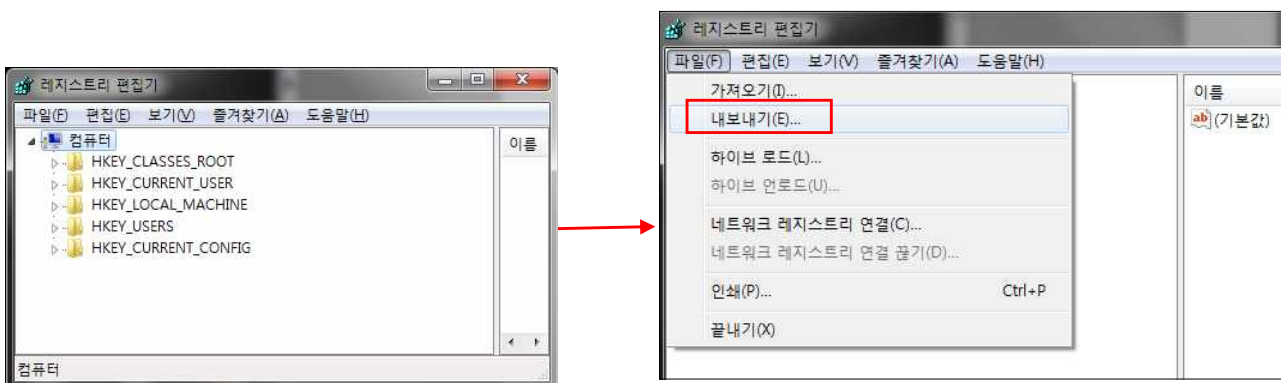 레지스트리 편집기
파일(F) 편집(E) 보기(V) 즐겨찾기(A) 도움말(H)
컴퓨터
HKEY_CLASSES_ROOT
HKEY_CURRENT_USER
HKEY_LOCAL_MACHINE
HKEY_USERS
HKEY_CURRENT_CONFIG
이름
컴퓨터
레지스트리 편집기
파일(F) 편집(E) 보기(V) 즐겨찾기(A) 도움말(H)
가져오기(I)...
내보내기(E)...
하이브 로드(L)...
하이브 언로드(U)...
네트워크 레지스트리 연결(C)...
네트워크 레지스트리 연결 끊기(D)...
인쇄(P)... Ctrl+P
끝내기(X)
이름
ab (기본값)